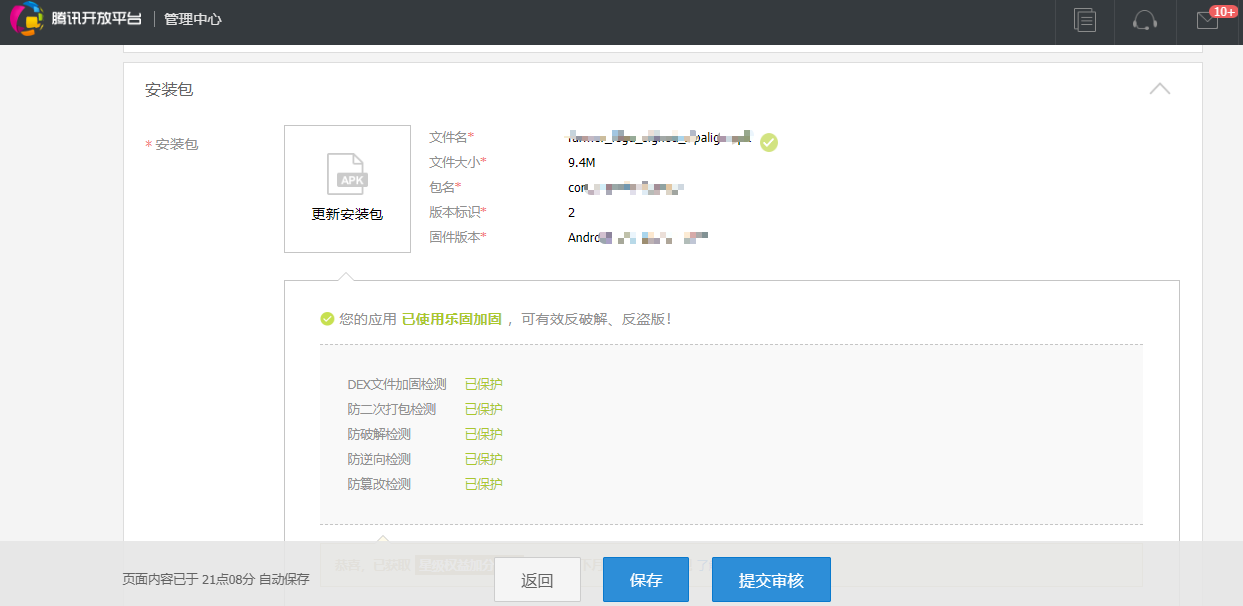 腾讯开放平台 | 管理中心
10+
安装包
* 安装包
APK
更新安装包
文件名*
文件大小* 9.4M
包名* com
版本标识* 2
固件版本* Andro
您的应用 已使用乐固加固 ，可有效反破解、反盗版！
DEX文件加固检测 已保护
防二次打包检测 已保护
防破解检测 已保护
防逆向检测 已保护
防篡改检测 已保护
页面内容已于 21点08分 自动保存
返回
保存
提交审核